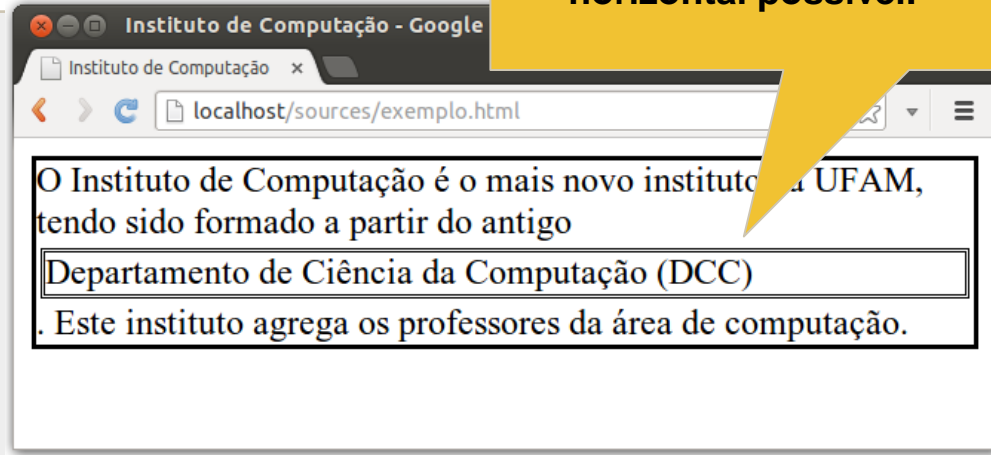 horizontal possível.
Instituto de Computação - Google
Instituto de Computação ×
localhost/sources/exemplo.html
O Instituto de Computação é o mais novo instituto UFAM,
tendo sido formado a partir do antigo
Departamento de Ciência da Computação (DCC)
. Este instituto agrega os professores da área de computação.